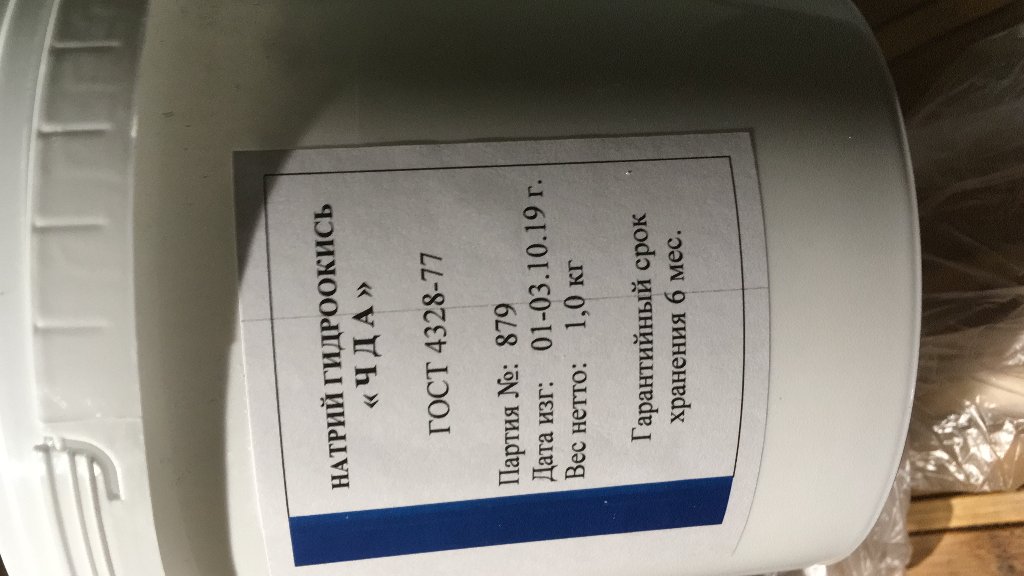 НАТРИЙ ГИДРООКИСЬ
« Ч Д А »
ГОСТ 4328-77
Партия №: 879
Дата изг: 01-03.10.19 г.
Вес нетто: 1,0 кг
Гарантийный срок
хранения 6 мес.